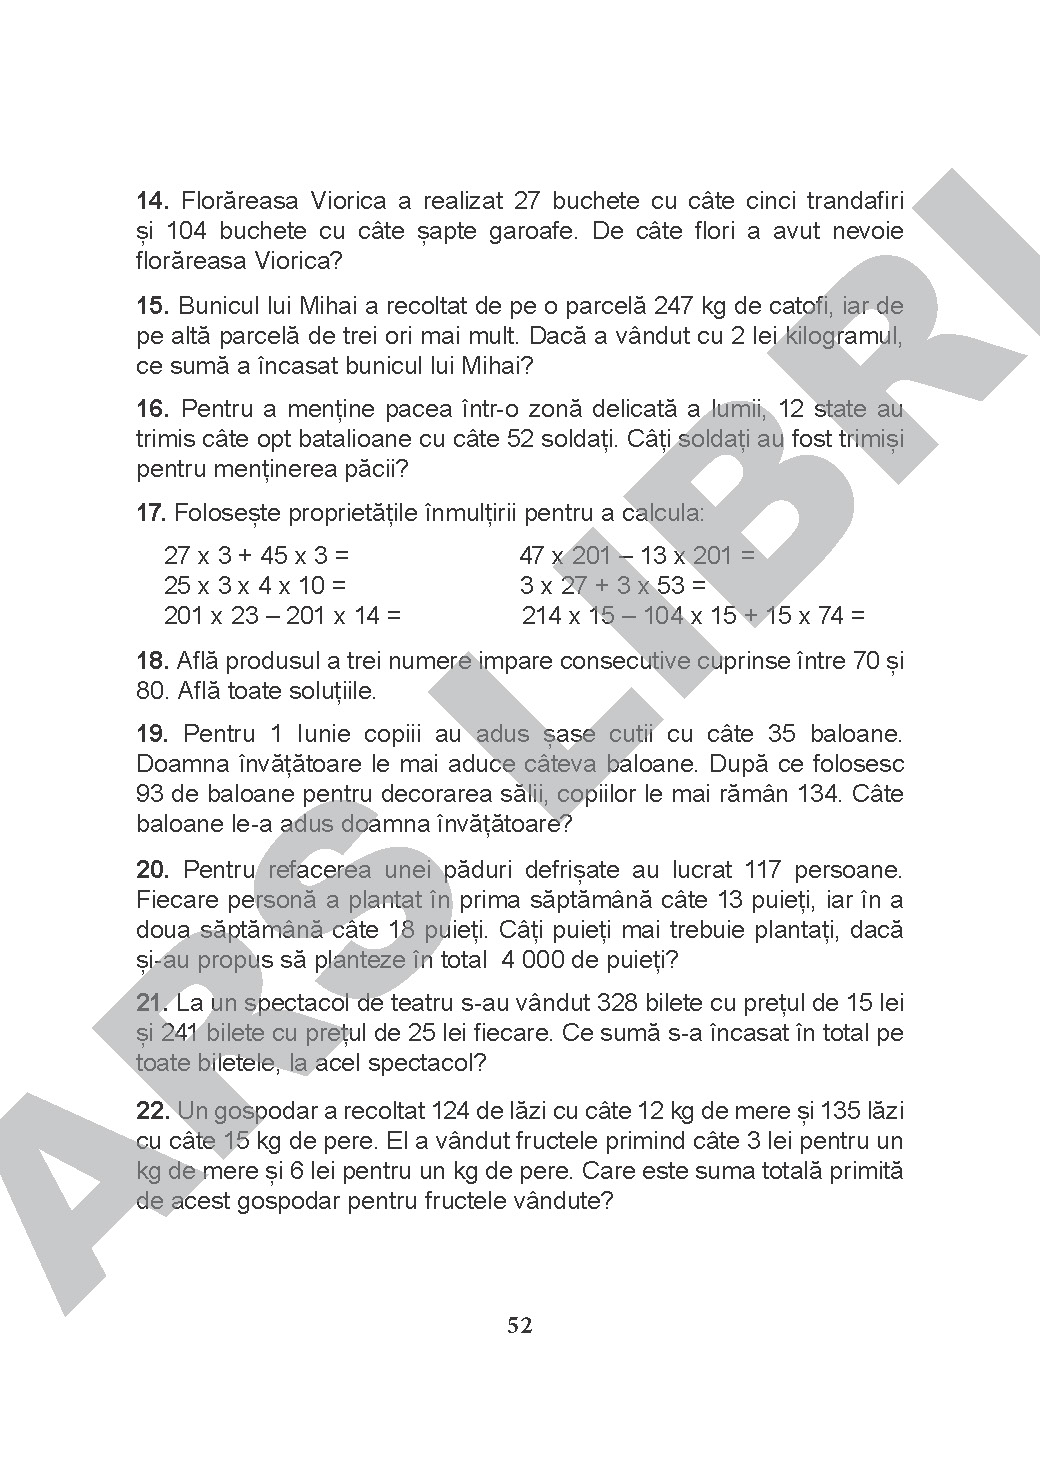 14. Florăreasa Viorica a realizat 27 buchete cu câte cinci trandafiri
și 104 buchete cu câte șapte garoafe. De câte flori a avut nevoie
florăreasa Viorica?
15. Bunicul lui Mihai a recoltat de pe o parcelă 247 kg de catofi, iar de
pe altă parcelă de trei ori mai mult. Dacă a vândut cu 2 lei kilogramul,
ce sumă a încasat bunicul lui Mihai?
16. Pentru a menține pacea într-o zonă delicată a lumii, 12 state au
trimis câte opt batalioane cu câte 52 soldați. Câți soldați au fost trimiși
pentru menținerea păcii?
17. Folosește proprietățile înmulțirii pentru a calcula:
27 x 3 + 45 x 3 = 47 x 201 – 13 x 201 =
25 x 3 x 4 x 10 = 3 x 27 + 3 x 53 =
201 x 23 – 201 x 14 = 214 x 15 – 104 x 15 + 15 x 74 =
18. Află produsul a trei numere impare consecutive cuprinse între 70 și
80. Află toate soluțiile.
19. Pentru 1 Iunie copiii au adus șase cutii cu câte 35 baloane.
Doamna învățătoare le mai aduce câteva baloane. După ce folosesc
93 de baloane pentru decorarea sălii, copiilor le mai rămân 134. Câte
baloane le-a adus doamna învățătoare?
20. Pentru refacerea unei păduri defrișate au lucrat 117 persoane.
Fiecare personă a plantat în prima săptămână câte 13 puieți, iar în a
doua săptămână câte 18 puieți. Câți puieți mai trebuie plantați, dacă
și-au propus să planteze în total 4 000 de puieți?
21. La un spectacol de teatru s-au vândut 328 bilete cu prețul de 15 lei
și 241 bilete cu prețul de 25 lei fiecare. Ce sumă s-a încasat în total pe
toate biletele, la acel spectacol?
22. Un gospodar a recoltat 124 de lăzi cu câte 12 kg de mere și 135 lăzi
cu câte 15 kg de pere. El a vândut fructele primind câte 3 lei pentru un
kg de mere și 6 lei pentru un kg de pere. Care este suma totală primită
de acest gospodar pentru fructele vândute?
52
ARS LIBRI